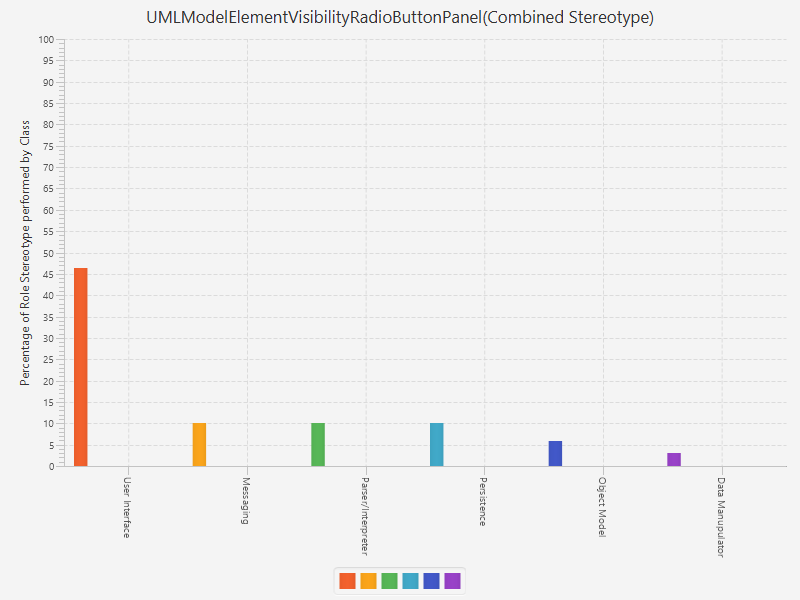 UMLModelElementVisibilityRadioButtonPanel(Combined Stereotype)
Percentage of Role Stereotype performed by Class
100
95
90
85
80
75
70
65
60
55
50
45
40
35
30
25
20
15
10
5
0
User Interface
Messaging
Parser/Interpreter
Persistence
Object Model
Data Manupulator